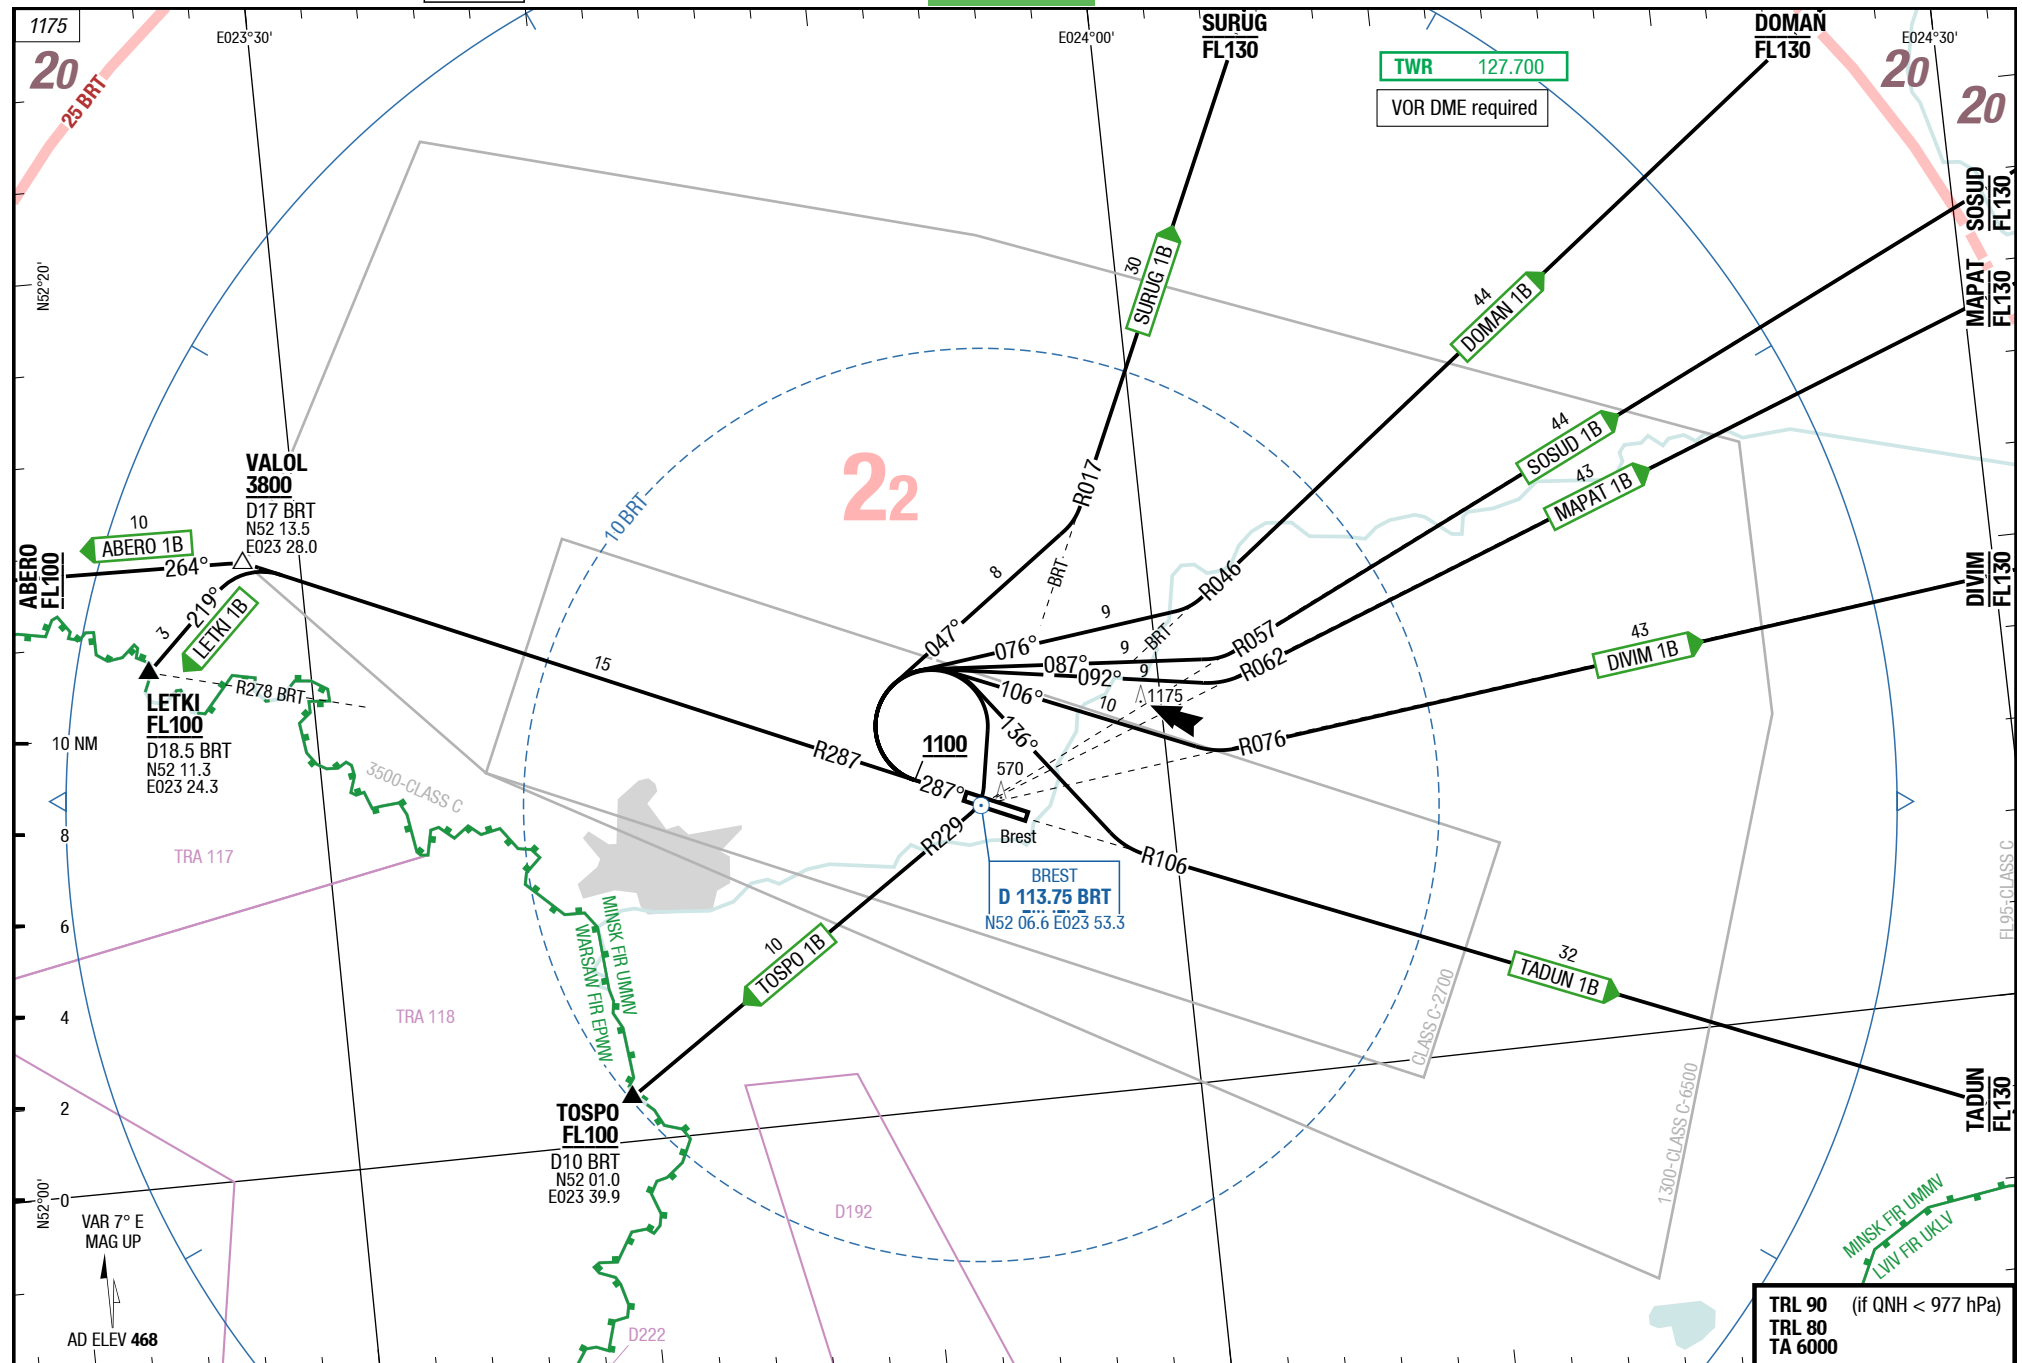 1175
E023°30'
E024°00'
SURUG
FL130
DOMAN
FL130
E024°30'
20
25 BRT
TWR 127.700
VOR DME required
20
20
SOSUD
FL130
MAPAT
FL130
N52°20'
30
SURUG 1B
44
DOMAN 1B
44
SOSUD 1B
43
MAPAT 1B
22
10 BRT
R017
VALOL
3800
D17 BRT
N52 13.5
E023 28.0
10
ABERO 1B
264°
ABERO
FL100
219°
LETKI 1B
3
R278 BRT
LETKI
FL100
D18.5 BRT
N52 11.3
E023 24.3
8
BRT
R046
9
047°
076°
BRT
9
R057
087°
R062
9
092°
106°
10
1175
15
136°
R076
43
DIVIM 1B
DIVIM
FL130
R287
1100
287°
570
Brest
R229
R106
BREST
D 113.75 BRT
N52 06.6 E023 53.3
10 NM
8
6
4
2
0
3500-CLASS C
TRA 117
TRA 118
MINSK FIR UMMV
WARSAW FIR EPWW
10
TOSPO 1B
TOSPO
FL100
D10 BRT
N52 01.0
E023 39.9
32
TADUN 1B
TADUN
FL130
CLASS C-2700
1300-CLASS C-6500
FL95-CLASS C
N52°00'
VAR 7° E
MAG UP
AD ELEV 468
D192
D222
MINSK FIR UMMV
LVIV FIR UKLV
TRL 90 (if QNH < 977 hPa)
TRL 80
TA 6000